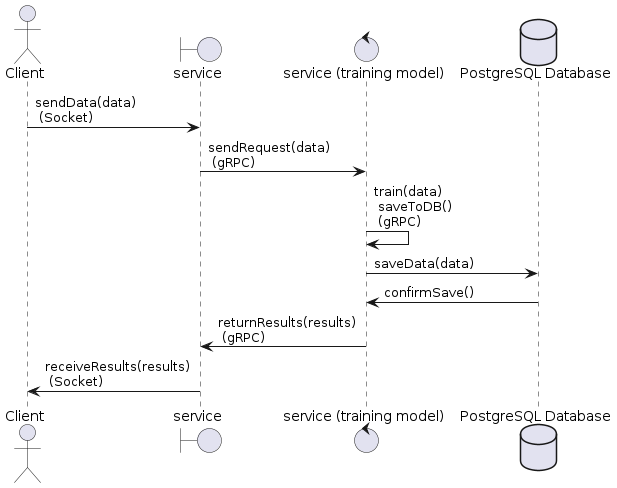 Client
service
service (training model)
PostgreSQL Database
sendData(data)
(Socket)
sendRequest(data)
(gRPC)
train(data)
saveToDB()
(gRPC)
saveData(data)
confirmSave()
returnResults(results)
(gRPC)
receiveResults(results)
(Socket)
Client
service
service (training model)
PostgreSQL Database